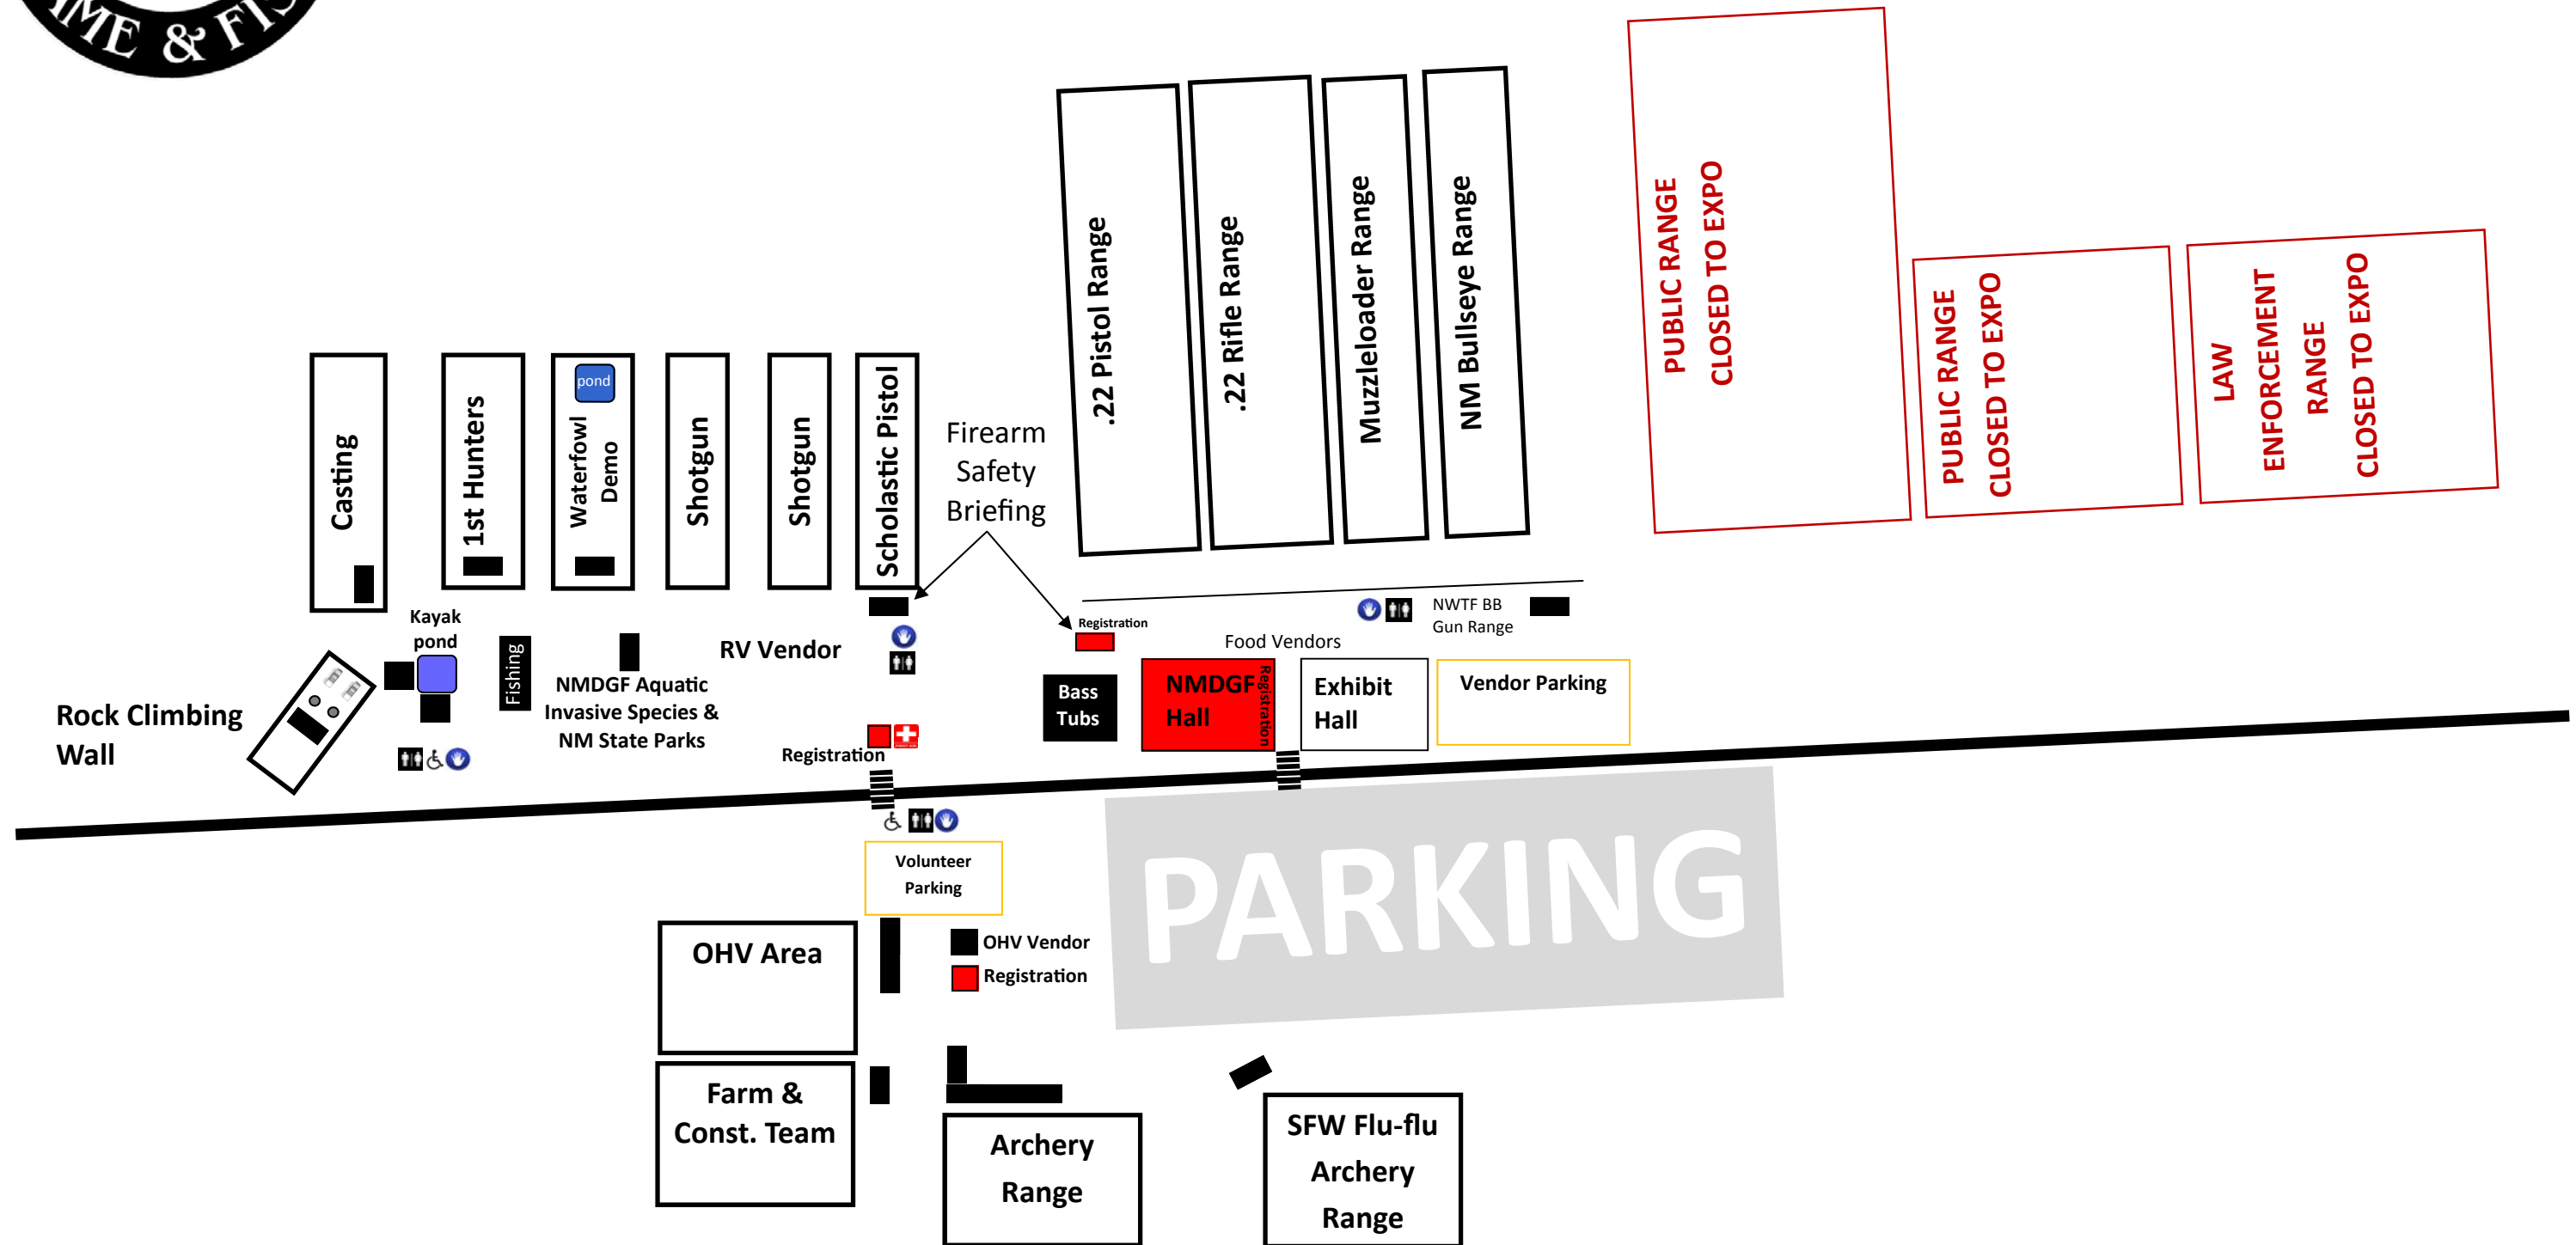 GAME & FIS
PUBLIC RANGE
CLOSED TO EXPO
.22 Pistol Range
.22 Rifle Range
Muzzleloader Range
NM Bullseye Range
PUBLIC RANGE
CLOSED TO EXPO
LAW
ENFORCEMENT
RANGE
CLOSED TO EXPO
Casting
1st Hunters
pond
Waterfowl
Demo
Shotgun
Shotgun
Scholastic Pistol
Firearm
Safety
Briefing
Kayak
pond
Fishing
RV Vendor
Registration
Food Vendors
NWTF BB
Gun Range
Rock Climbing
Wall
NMDGF Aquatic
Invasive Species &
NM State Parks
Bass
Tubs
NMDGF
Hall
Registration
Exhibit
Hall
Vendor Parking
Registration
Volunteer
Parking
PARKING
OHV Area
OHV Vendor
Registration
Farm &
Const. Team
Archery
Range
SFW Flu-flu
Archery
Range